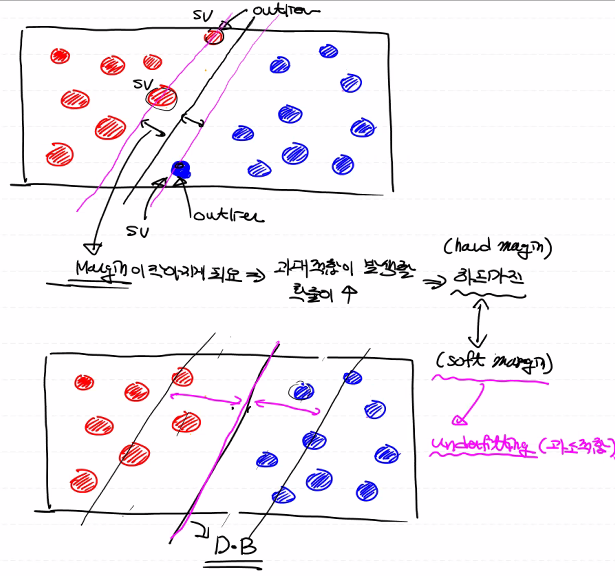 SV outlier
SV
SV
outlier
Margin이 작아지게 되요 ⇒ 과대적합이 발생할 확률이 ↑ ⇒ 하드마진
(hard margin)
(soft margin)
underfitting (과소적합)
D.B